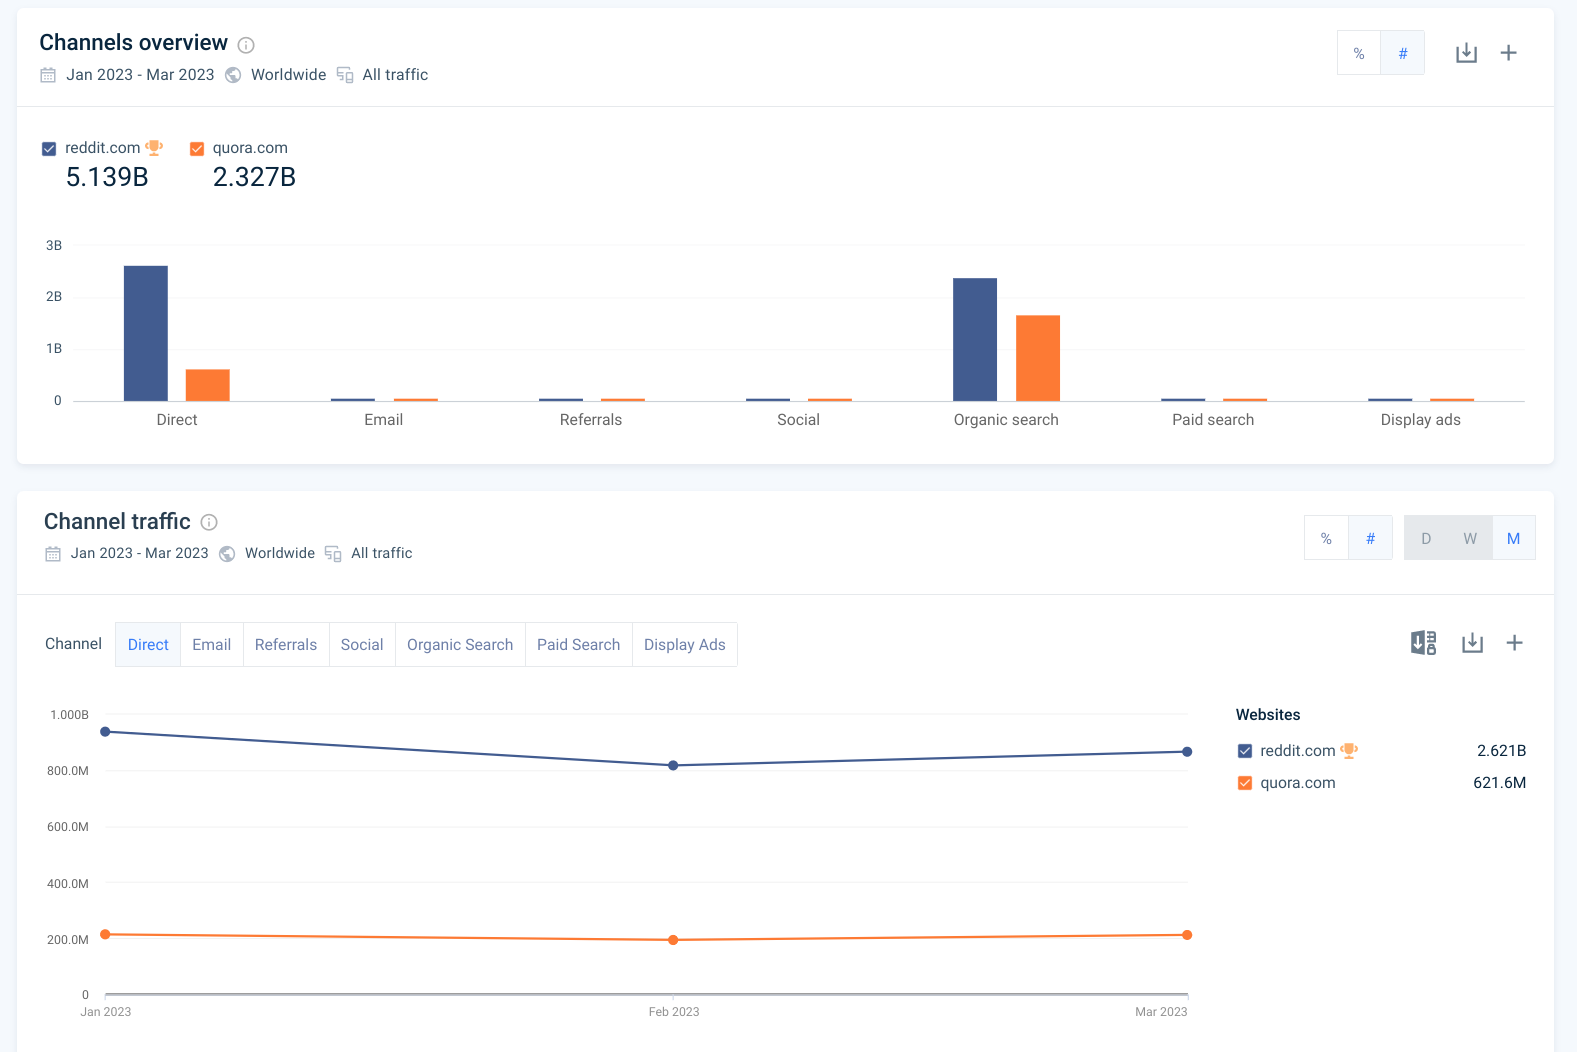 Channels overview
Jan 2023 - Mar 2023 Worldwide All traffic
% #
reddit.com quora.com
5.139B 2.327B
3B
2B
1B
0
Direct Email Referrals Social Organic search Paid search Display ads
Channel traffic
Jan 2023 - Mar 2023 Worldwide All traffic
% # D W M
Channel Direct Email Referrals Social Organic Search Paid Search Display Ads
1.000B
800.0M
600.0M
400.0M
200.0M
0
Jan 2023 Feb 2023 Mar 2023
Websites
reddit.com 2.621B
quora.com 621.6M